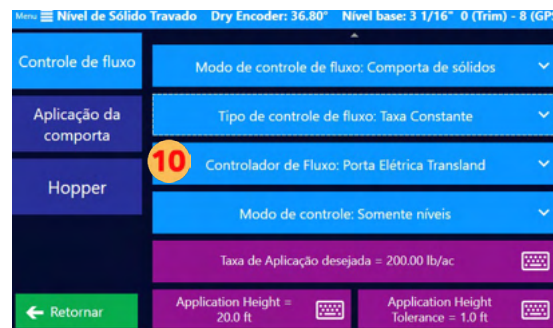 Menu Nível de Sólido Travado Dry Encoder: 36.80° Nível base: 3 1/16" 0 (Trim) - 8 (GPS
Controle de fluxo
Modo de controle de fluxo: Comporta de sólidos
Aplicação da
comporta
Tipo de controle de fluxo: Taxa Constante
10
Controlador de Fluxo: Porta Elétrica Transland
Hopper
Modo de controle: Somente níveis
Taxa de Aplicação desejada = 200.00 lb/ac
Retornar
Application Height =
20.0 ft
Application Height
Tolerance = 1.0 ft